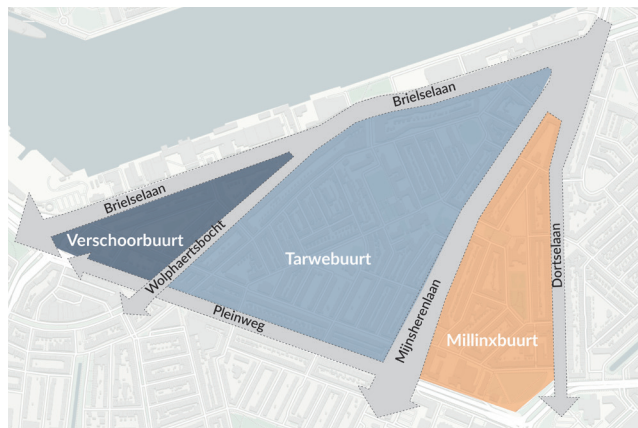 Brielselaan
Brielselaan
Verschoorbuurt
Wolphaertsbocht
Tarwebuurt
Dortselaan
Pleinweg
Mijnsherenlaan
Millinxbuurt